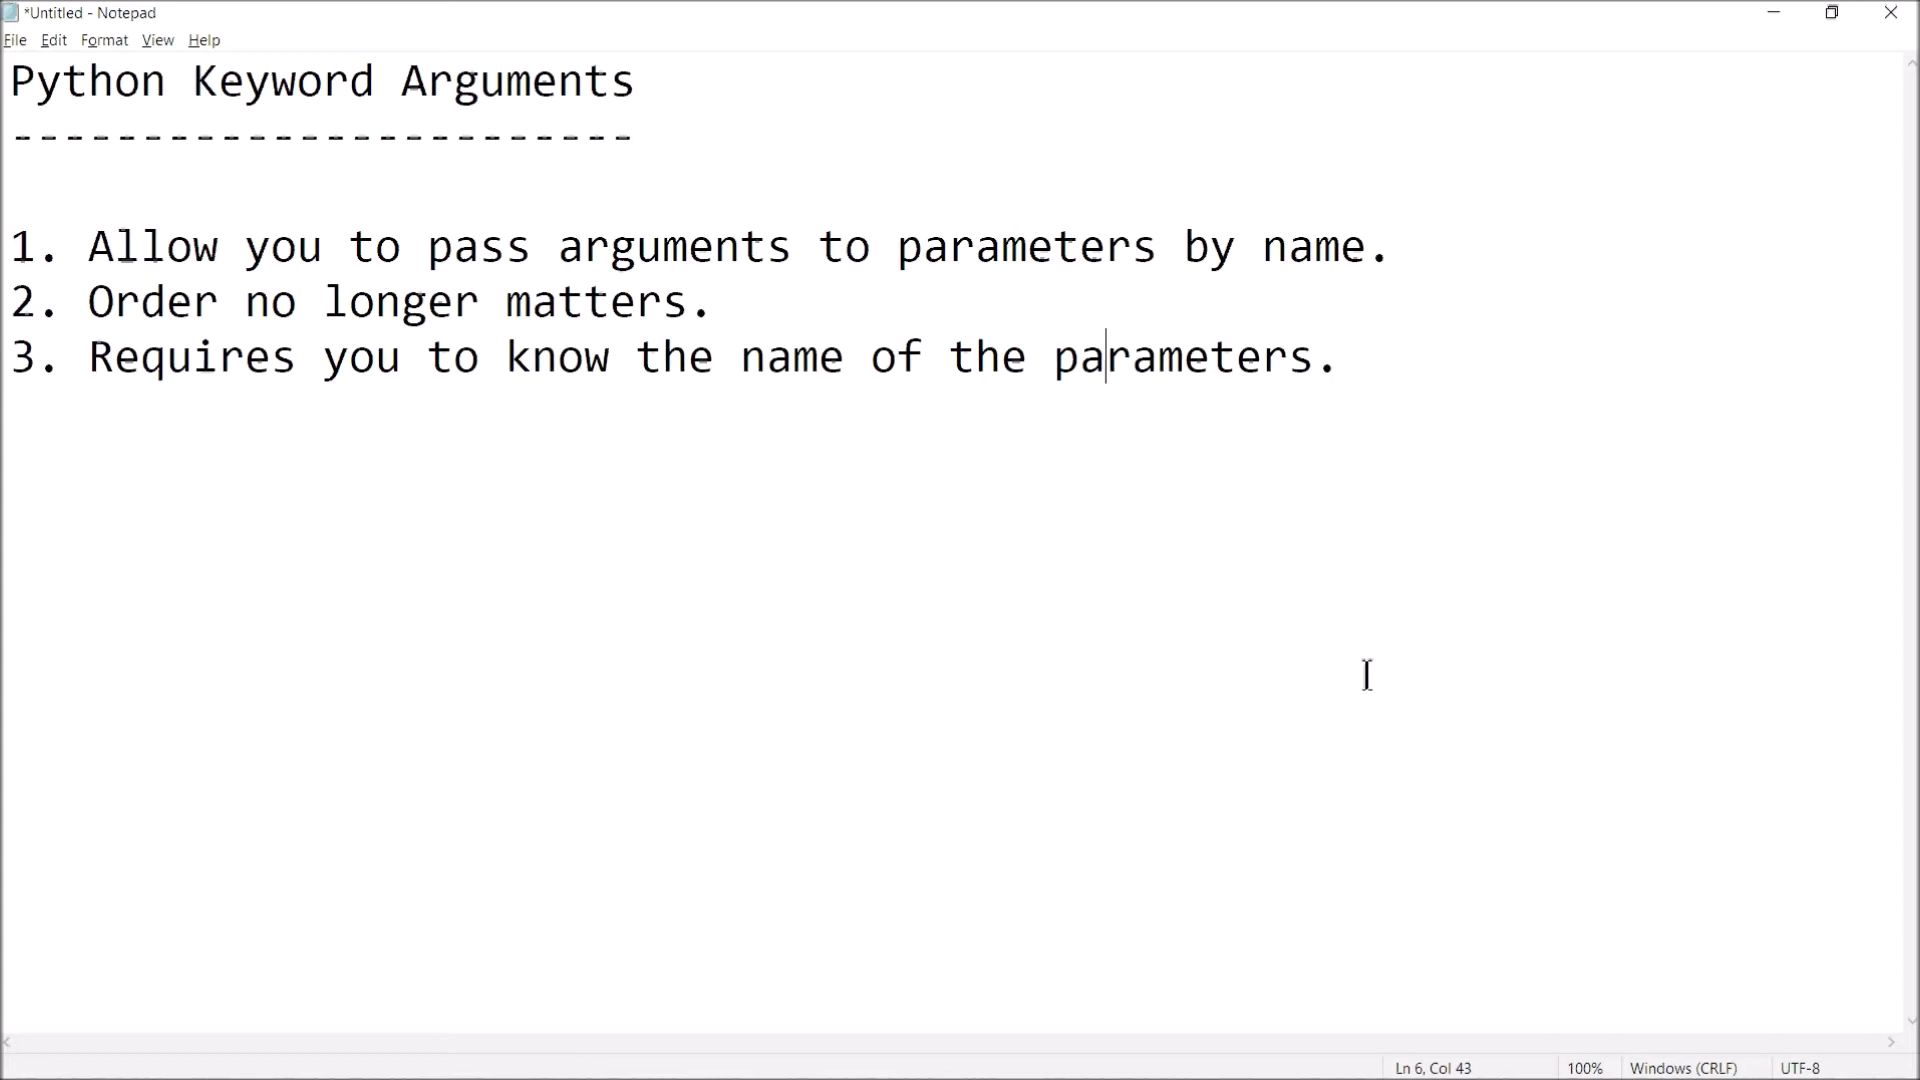 *Untitled - Notepad
File Edit Format View Help
Python Keyword Arguments
------------------------
1. Allow you to pass arguments to parameters by name.
2. Order no longer matters.
3. Requires you to know the name of the parameters.
Ln 6, Col 43 100% Windows (CRLF) UTF-8